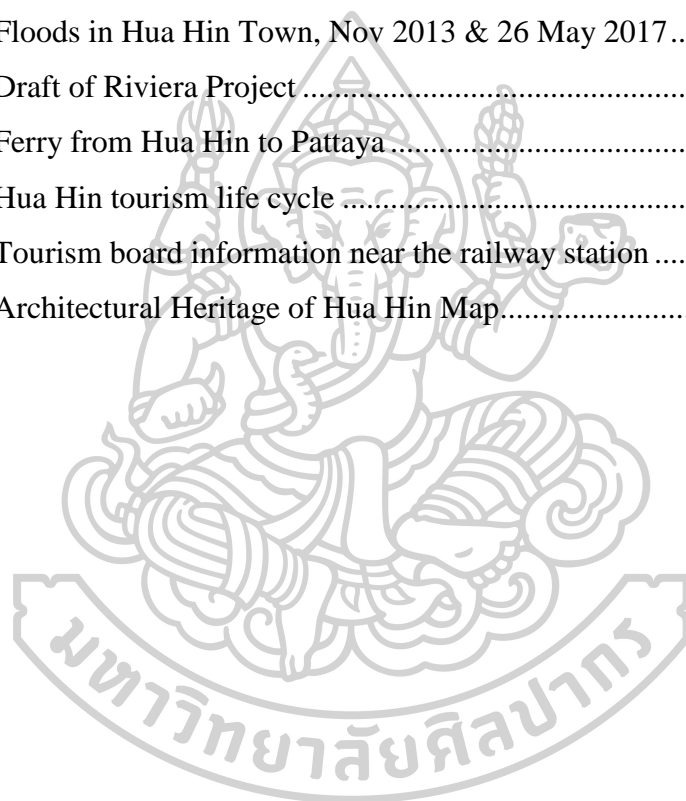 Floods in Hua Hin Town, Nov 2013 & 26 May 2017..
Draft of Riviera Project.......................................
Ferry from Hua Hin to Pattaya..............................
Hua Hin tourism life cycle ...................................
Tourism board information near the railway station ....
Architectural Heritage of Hua Hin Map......................
มหาวิทยาลัยศิลปากร